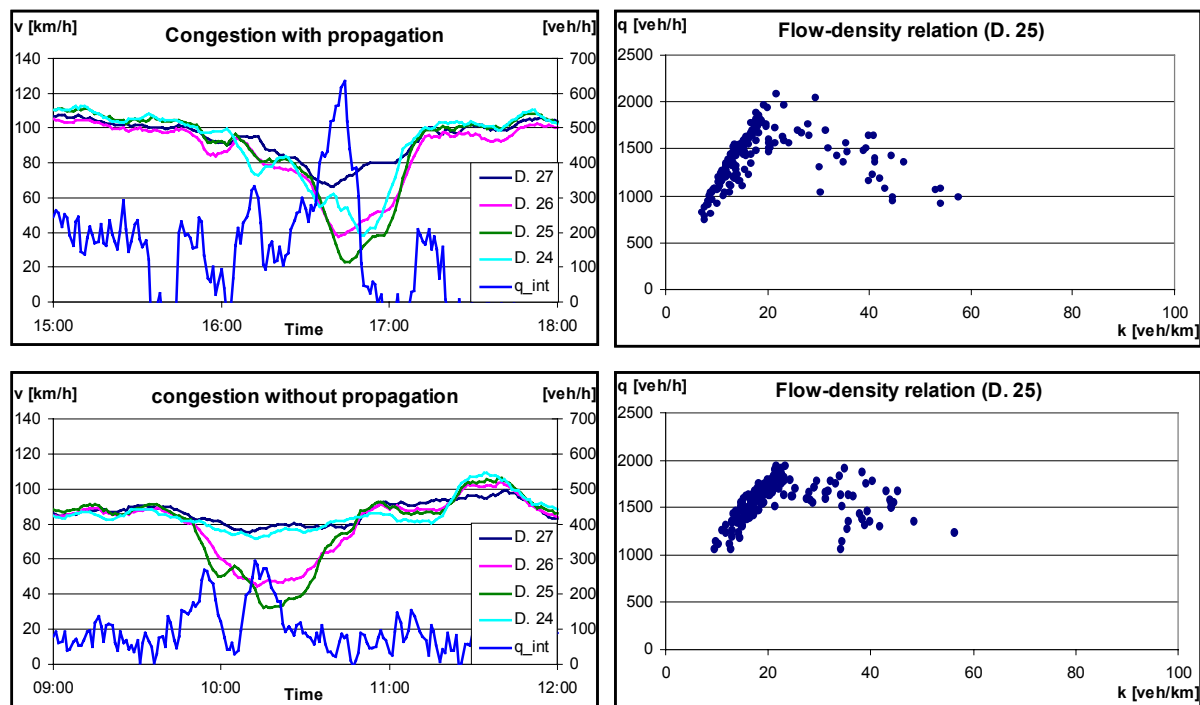 v [km/h] Congestion with propagation [veh/h]
140 700
120 600
100 500
80 400
60 300
40 200
20 100
0 0
D. 27
D. 26
D. 25
D. 24
q_int
15:00 16:00 17:00 18:00
Time
q [veh/h] Flow-density relation (D. 25)
2500
2000
1500
1000
500
0
0 20 40 60 80 100
k [veh/km]
v [km/h] congestion without propagation [veh/h]
140 700
120 600
100 500
80 400
60 300
40 200
20 100
0 0
D. 27
D. 26
D. 25
D. 24
q_int
09:00 10:00 11:00 12:00
Time
q [veh/h] Flow-density relation (D. 25)
2500
2000
1500
1000
500
0
0 20 40 60 80 100
k [veh/km]